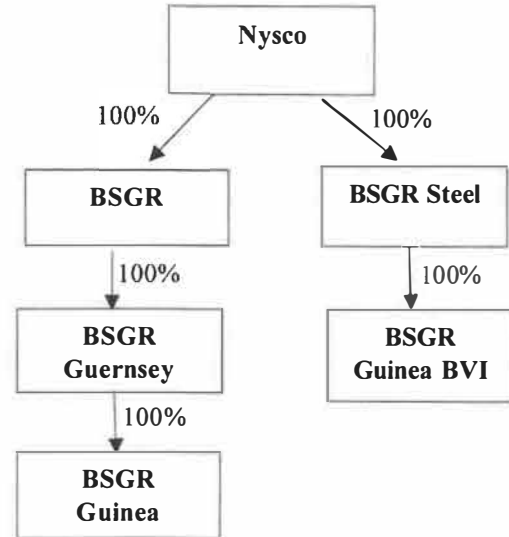 Nysco
100%
100%
BSGR
BSGR Steel
100%
100%
BSGR
Guernsey
BSGR
Guinea BVI
100%
BSGR
Guinea